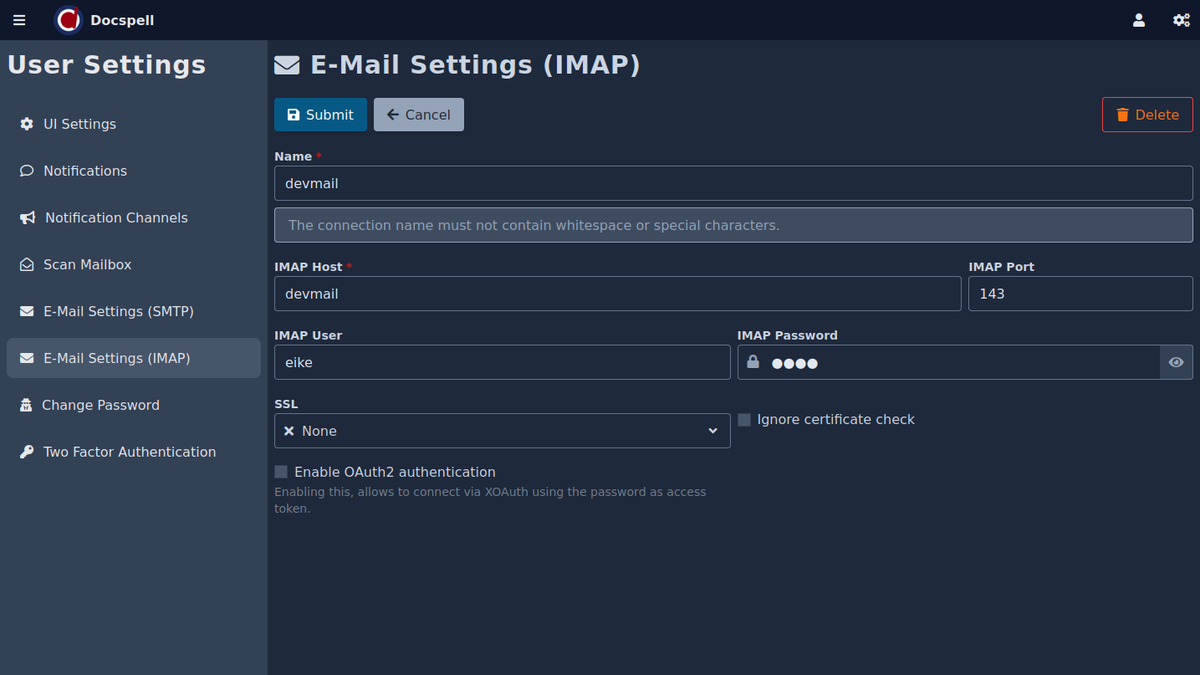 Docspell
User Settings
UI Settings
Notifications
Notification Channels
Scan Mailbox
E-Mail Settings (SMTP)
E-Mail Settings (IMAP)
Change Password
Two Factor Authentication
E-Mail Settings (IMAP)
Submit
Cancel
Delete
Name *
devmail
The connection name must not contain whitespace or special characters.
IMAP Host *
devmail
IMAP Port
143
IMAP User
eike
IMAP Password
●●●●
SSL
None
Ignore certificate check
Enable OAuth2 authentication
Enabling this, allows to connect via XOAuth using the password as access
token.